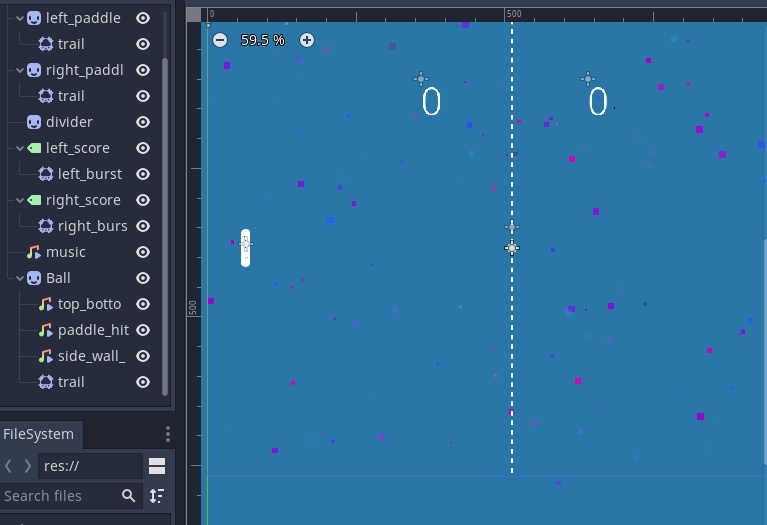 left_paddle
trail
right_paddl
trail
divider
left_score
left_burst
right_score
right_burs
music
Ball
top_botto
paddle_hit
side_wall_
trail
FileSystem
res://
Search files
0
500
59.5 %
0
0
500